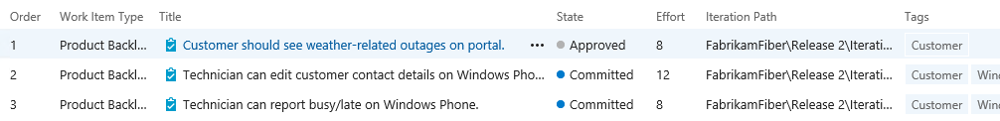 Order Work Item Type Title State Effort Iteration Path Tags
1 Product Backl... Customer should see weather-related outages on portal. ••• Approved 8 FabrikamFiber\Release 2\Iterati... Customer
2 Product Backl... Technician can edit customer contact details on Windows Pho... Committed 12 FabrikamFiber\Release 2\Iterati... Customer Wind
3 Product Backl... Technician can report busy/late on Windows Phone. Committed 8 FabrikamFiber\Release 2\Iterati... Customer Wind